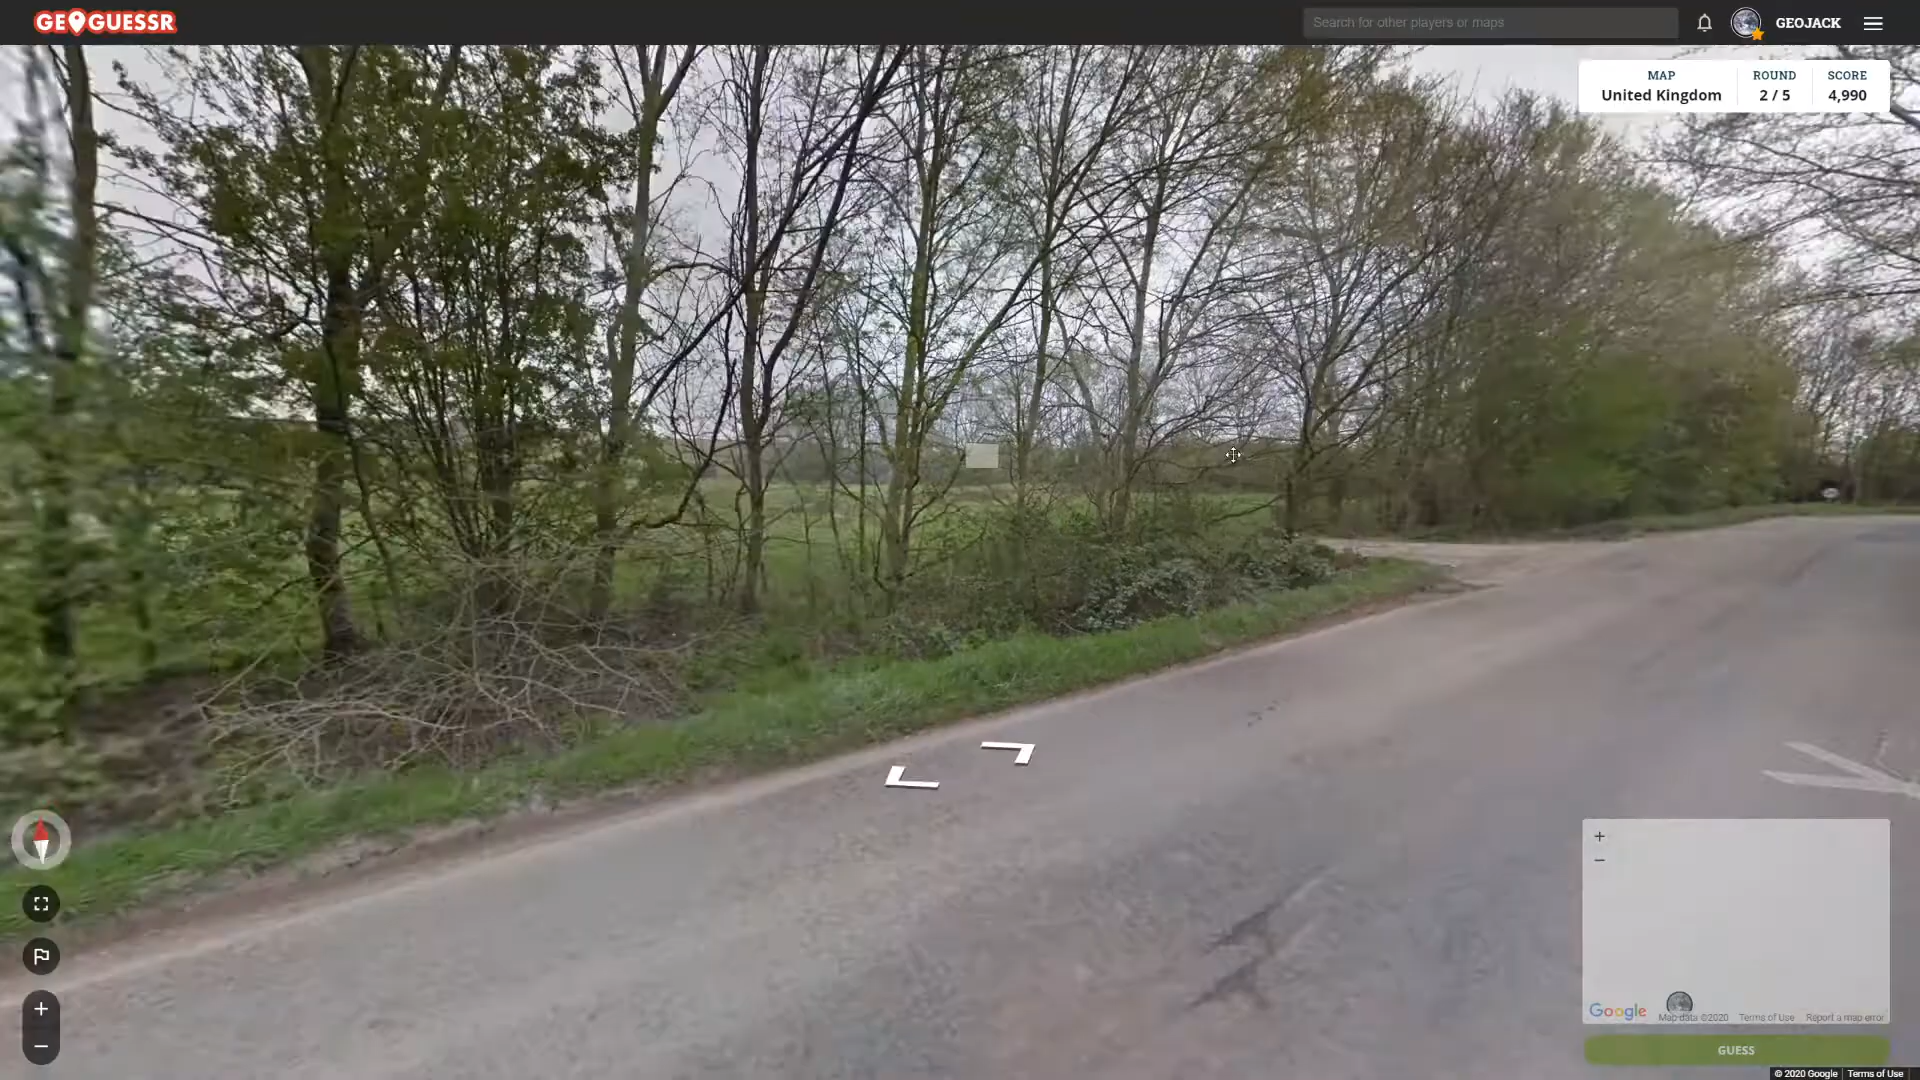 GEOGUESSR
Search for other players or maps
GEOJACK
MAP ROUND SCORE
United Kingdom 2 / 5 4,990
Google Map data ©2020 Terms of Use Report a map error
GUESS
© 2020 Google Terms of Use